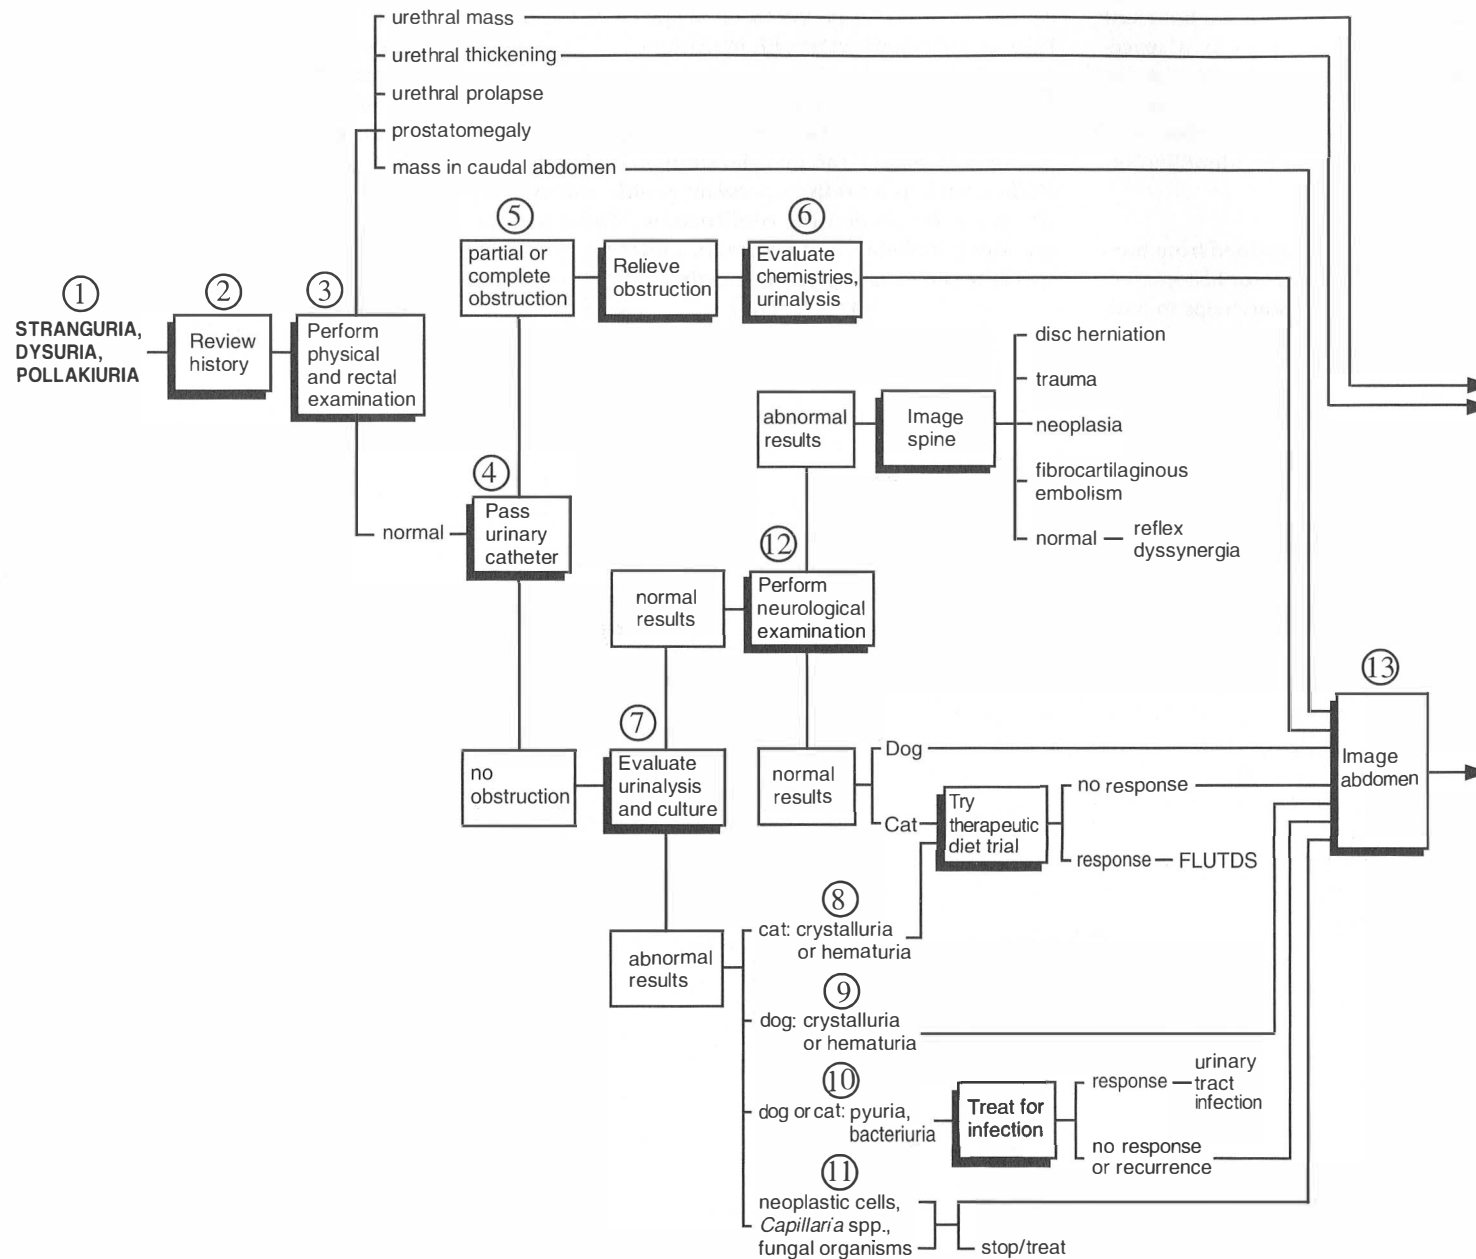 urethral mass
urethral thickening
urethral prolapse
prostatomegaly
mass in caudal abdomen
1
STRANGURIA,
DYSURIA,
POLLAKIURIA
2
Review
history
3
Perform
physical
and rectal
examination
normal
4
Pass
urinary
catheter
5
partial or
complete
obstruction
Relieve
obstruction
6
Evaluate
chemistries,
urinalysis
no
obstruction
7
Evaluate
urinalysis
and culture
normal
results
12
Perform
neurological
examination
abnormal
results
Image
spine
disc herniation
trauma
neoplasia
fibrocartilaginous
embolism
normal
reflex
dyssynergia
normal
results
Dog
Cat
Try
therapeutic
diet trial
no response
response
FLUTDS
abnormal
results
8
cat: crystalluria
or hematuria
9
dog: crystalluria
or hematuria
10
dog or cat: pyuria,
bacteriuria
Treat for
infection
response
urinary
tract
infection
no response
or recurrence
11
neoplastic cells,
Capillaria spp.,
fungal organisms
stop/treat
13
Image
abdomen